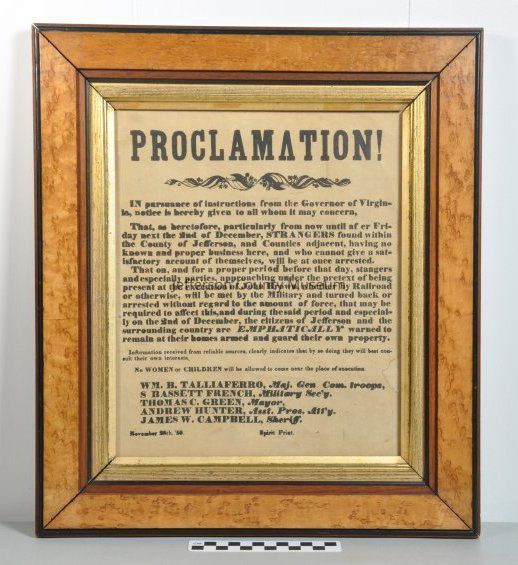 PROCLAMATION!
IN pursuance of instructions from the Governor of Virgin-
ia, notice is hereby given to all whom it may concern,
That, as heretofore, particularly from now until af er Fri-
day next the 2nd of December, STRANGERS found within
the County of Jefferson, and Counties adjacent, having no
known and proper business here, and who cannot give a sat-
isfactory account of themselves, will be at once arrested.
That on, and for a proper period before that day, stangers
and especially parties, approaching under the pretext of being
present at the execution of John Brown, whether by Railroad
or otherwise, will be met by the Military and turned back or
arrested without regard to the amount of force, that may be
required to affect this, and during the said period and especial-
ly on the 2nd of December, the citizens of Jefferson and the
surrounding country are EMPHATICALLY warned to
remain at their homes armed and guard their own property.
Information received from reliable sources, clearly indicates that by so doing they will best con-
sult their own interests.
No WOMEN or CHILDREN will be allowed to come near the place of execution.
WM. B. TALLIAFERRO, Maj. Gen. Com. troops,
S BASSETT FRENCH, Military Sec'y.
THOMAS C. GREEN, Mayor,
ANDREW HUNTER, Asst. Pros. Att'y.
JAMES W. CAMPBELL, Sheriff.
November 28th, '59. Spirit Print.
Jefferson County Museum